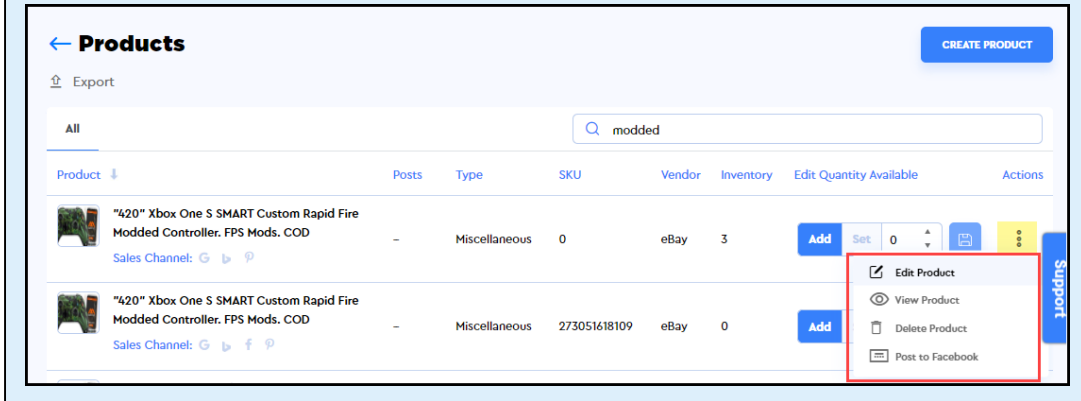 ← Products
CREATE PRODUCT
Export
All
modded
Product Posts Type SKU Vendor Inventory Edit Quantity Available Actions
"420" Xbox One S SMART Custom Rapid Fire
Modded Controller. FPS Mods. COD
Sales Channel:
– Miscellaneous 0 eBay 3 Add Set 0
Edit Product
View Product
Delete Product
Post to Facebook
"420" Xbox One S SMART Custom Rapid Fire
Modded Controller. FPS Mods. COD
Sales Channel:
– Miscellaneous 273051618109 eBay 0 Add
Support